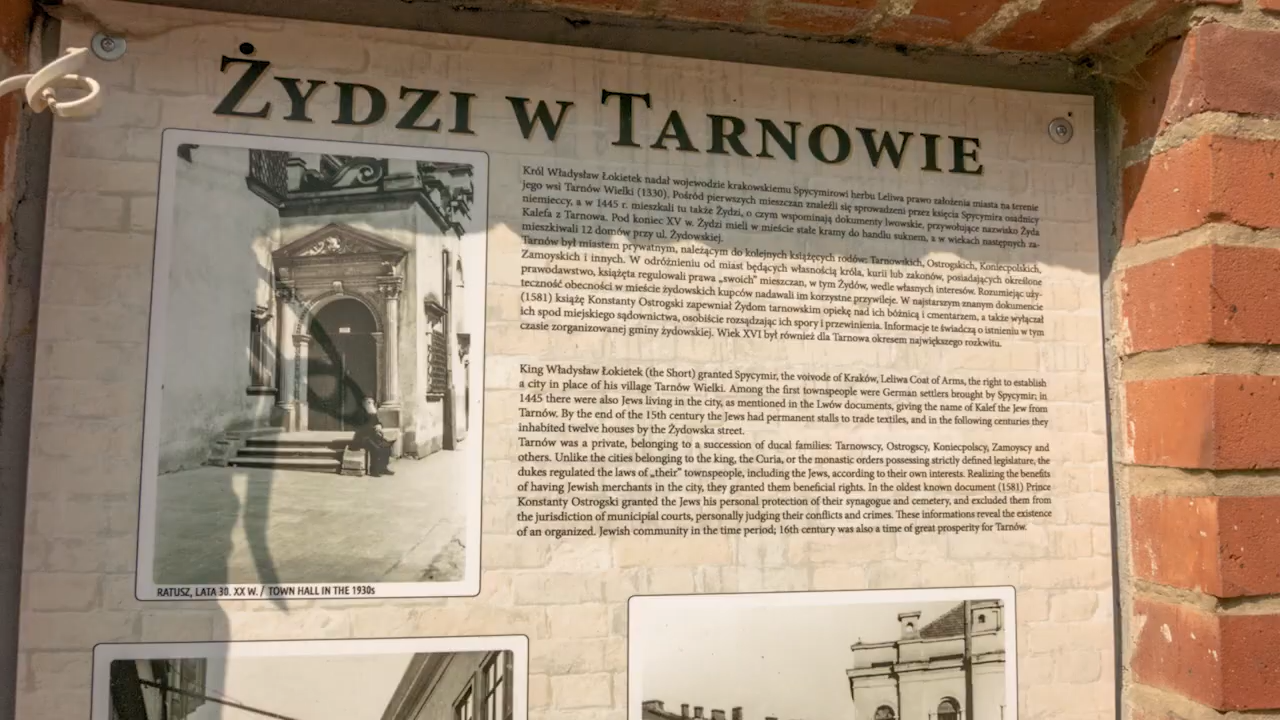 ŻYDZI W TARNOWIE
Król Władysław Łokietek nadał wojewodzie krakowskiemu Spycymirowi herbu Leliwa prawo założenia miasta na terenie
jego wsi Tarnów Wielki (1330). Pośród pierwszych mieszczan znaleźli się sprowadzeni przez księcia Spycimira osadnicy
niemieccy, a w 1445 r. mieszkali tu także Żydzi, o czym wspominają dokumenty lwowskie, przywołujące nazwisko Żyda
Kalefa z Tarnowa. Pod koniec XV w. Żydzi mieli w mieście stałe kramy do handlu suknem, a w wiekach następnych za-
mieszkiwali 12 domów przy ul. Żydowskiej.
Tarnów był miastem prywatnym, należącym do kolejnych książęcych rodów: Tarnowskich, Ostrogskich, Koniecpolskich,
Zamoyskich i innych. W odróżnieniu od miast będących własnością króla, kurii lub zakonów, posiadających określone
prawodawstwo, książęta regulowali prawa „swoich” mieszczan, w tym Żydów, wedle własnych interesów. Rozumiejąc uży-
teczność obecności w mieście żydowskich kupców nadawali im korzystne przywileje. W najstarszym znanym dokumencie
(1581) książę Konstanty Ostrogski zapewniał Żydom tarnowskim opiekę nad ich bóżnicą i cmentarzem, a także wyłączał
ich spod miejskiego sądownictwa, osobiście rozsądzając ich spory i przewinienia. Informacje te świadczą o istnieniu w tym
czasie zorganizowanej gminy żydowskiej. Wiek XVI był również dla Tarnowa okresem największego rozkwitu.
King Władysław Łokietek (the Short) granted Spycymir, the voivode of Kraków, Leliwa Coat of Arms, the right to establish
a city in place of his village Tarnów Wielki. Among the first townspeople were German settlers brought by Spycymir; in
1445 there were also Jews living in the city, as mentioned in the Lwów documents, giving the name of Kalef the Jew from
Tarnów. By the end of the 15th century the Jews had permanent stalls to trade textiles, and in the following centuries they
inhabited twelve houses by the Żydowska street.
Tarnów was a private, belonging to a succession of ducal families: Tarnowscy, Ostrogscy, Koniecpolscy, Zamoyscy and
others. Unlike the cities belonging to the king, the Curia, or the monastic orders possessing strictly defined legislature, the
dukes regulated the laws of „their” townspeople, including the Jews, according to their own interests. Realizing the benefits
of having Jewish merchants in the city, they granted them beneficial rights. In the oldest known document (1581) Prince
Konstanty Ostrogski granted the Jews his personal protection of their synagogue and cemetery, and excluded them from
the jurisdiction of municipal courts, personally judging their conflicts and crimes. These informations reveal the existence
of an organized. Jewish community in the time period; 16th century was also a time of great prosperity for Tarnów.
RATUSZ, LATA 30. XX W. / TOWN HALL IN THE 1930s